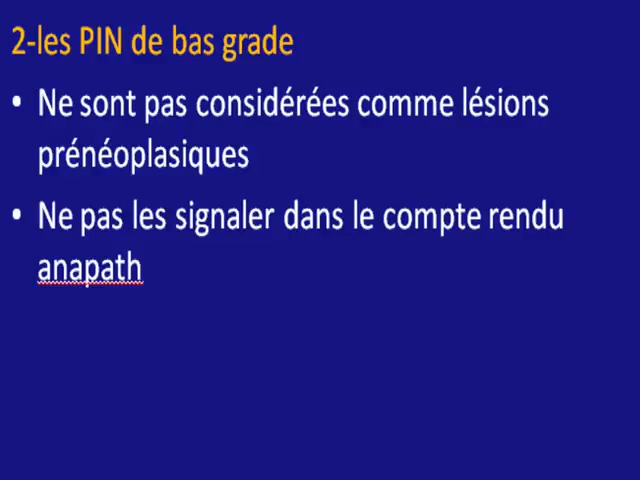 2-les PIN de bas grade
• Ne sont pas considérées comme lésions
prénéoplasiques
• Ne pas les signaler dans le compte rendu
anapath